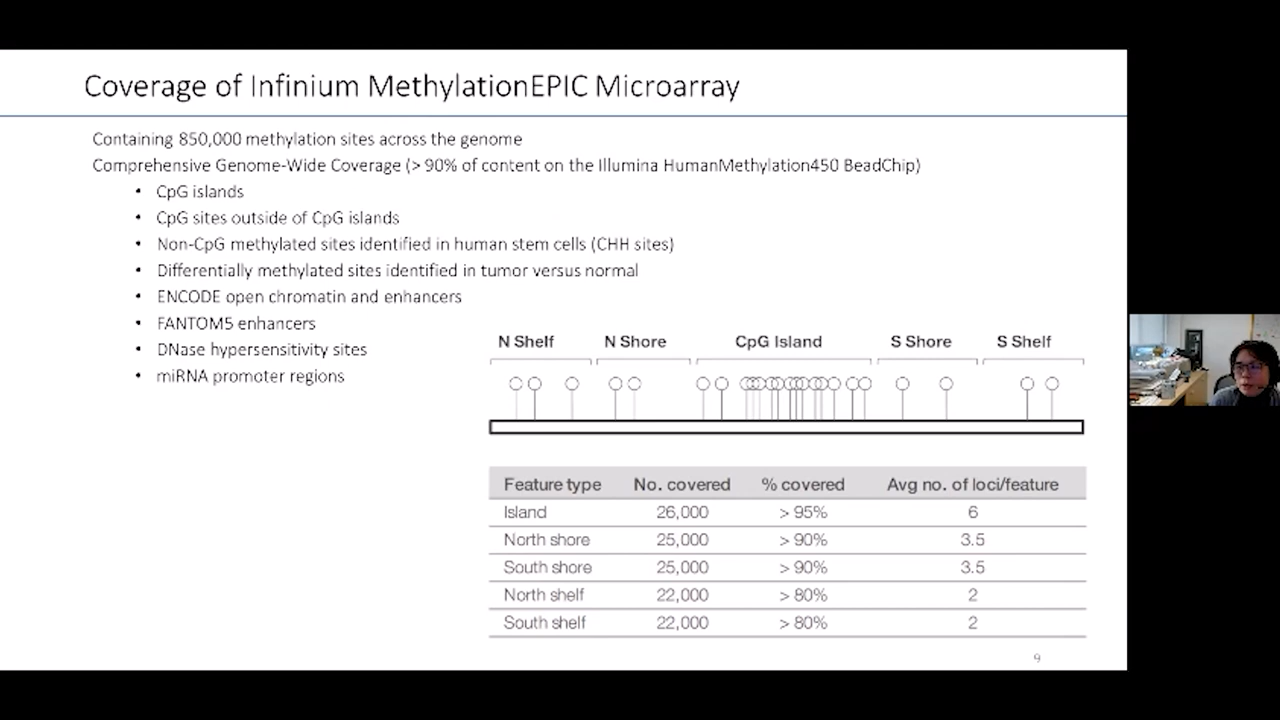 Coverage of Infinium MethylationEPIC Microarray
Containing 850,000 methylation sites across the genome
Comprehensive Genome-Wide Coverage (> 90% of content on the Illumina HumanMethylation450 BeadChip)
• CpG islands
• CpG sites outside of CpG islands
• Non-CpG methylated sites identified in human stem cells (CHH sites)
• Differentially methylated sites identified in tumor versus normal
• ENCODE open chromatin and enhancers
• FANTOM5 enhancers
• DNase hypersensitivity sites
• miRNA promoter regions
N Shelf N Shore CpG Island S Shore S Shelf
Feature type No. covered % covered Avg no. of loci/feature
Island 26,000 > 95% 6
North shore 25,000 > 90% 3.5
South shore 25,000 > 90% 3.5
North shelf 22,000 > 80% 2
South shelf 22,000 > 80% 2
9